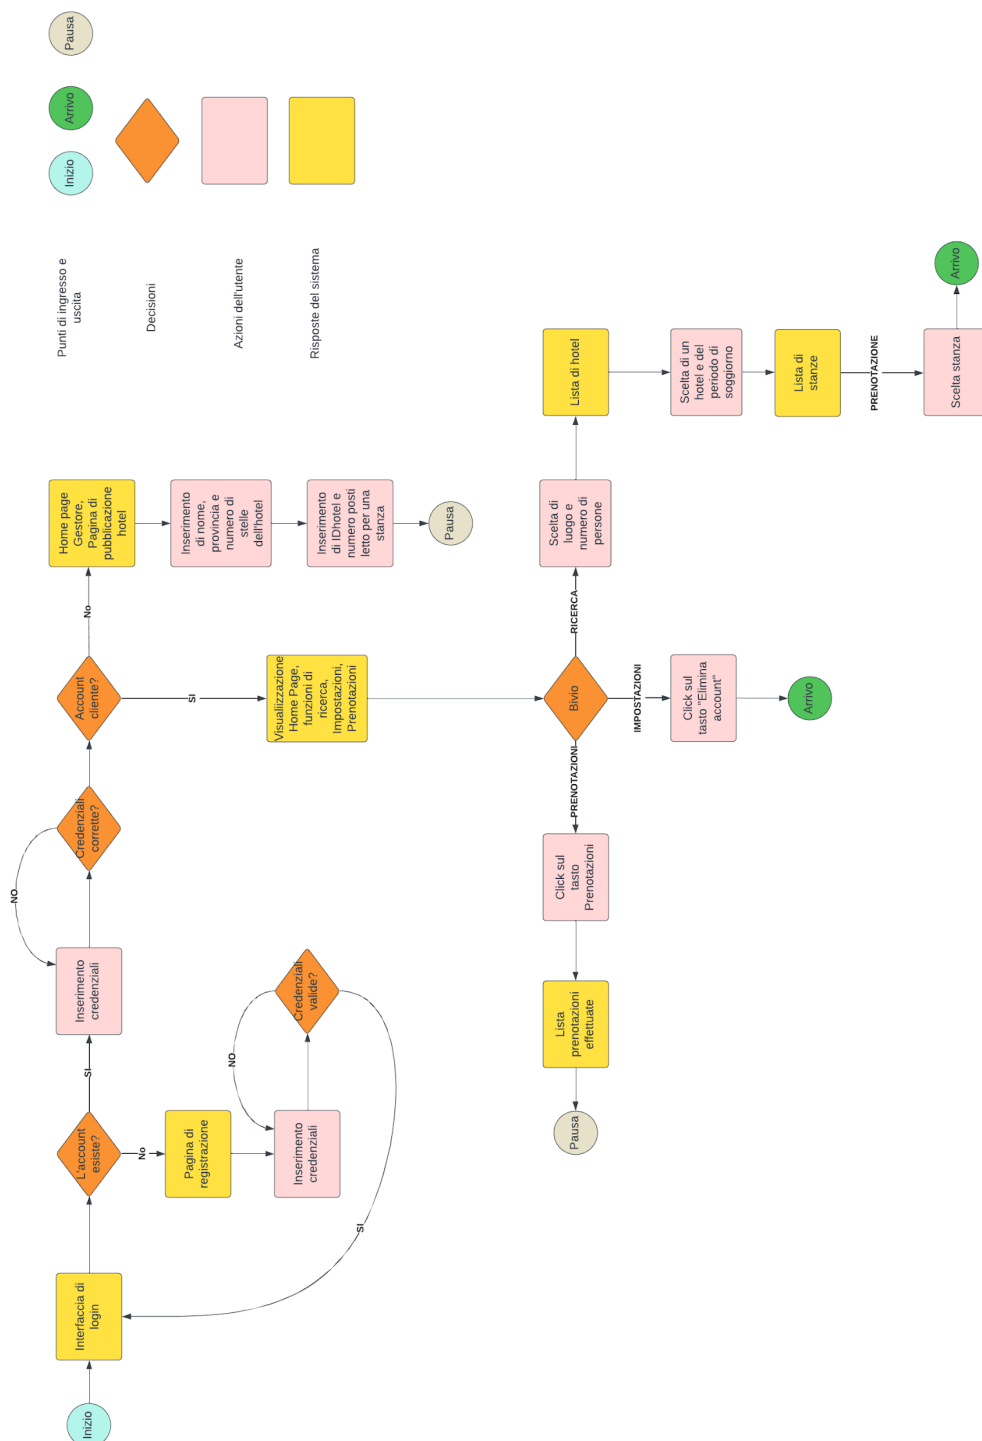 Inizio
Interfaccia di
login
L'account
esiste?
SI
No
Inserimento
credenziali
NO
Credenziali
corrette?
Account
cliente?
No
SI
Home page
Gestore,
Pagina di
pubblicazione
hotel
Inserimento
di nome,
provincia e
numero di
stelle
dell'hotel
Inserimento
di IDhotel e
numero posti
letto per una
stanza
Pausa
Pagina di
registrazione
Inserimento
credenziali
NO
Credenziali
valide?
SI
Visualizzazione
Home Page,
funzioni di
ricerca,
Impostazioni,
Prenotazioni
Bivio
PRENOTAZIONI
Click sul
tasto
Prenotazioni
Lista
prenotazioni
effettuate
Pausa
IMPOSTAZIONI
Click sul
tasto "Elimina
account"
Arrivo
RICERCA
Scelta di
luogo e
numero di
persone
Lista di hotel
Scelta di un
hotel e del
periodo di
soggiorno
Lista di
stanze
PRENOTAZIONE
Scelta stanza
Arrivo
Punti di ingresso e
uscita
Inizio
Arrivo
Pausa
Decisioni
Azioni dell'utente
Risposte del sistema